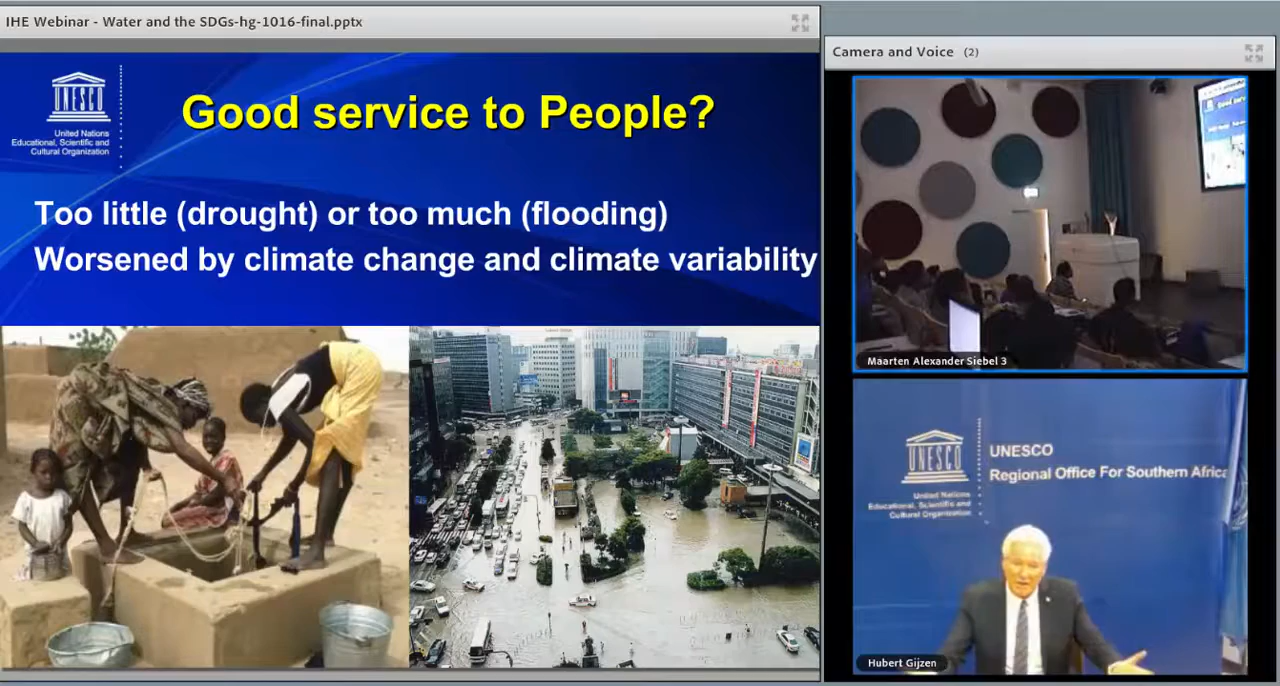 IHE Webinar - Water and the SDGs-hg-1016-final.pptx
UNESCO
United Nations
Educational, Scientific and
Cultural Organization
Good service to People?
Too little (drought) or too much (flooding)
Worsened by climate change and climate variability
Camera and Voice (2)
Maarten Alexander Siebel 3
UNESCO
United Nations
Educational, Scientific and
Cultural Organization
UNESCO
Regional Office For Southern Africa
Hubert Gijzen